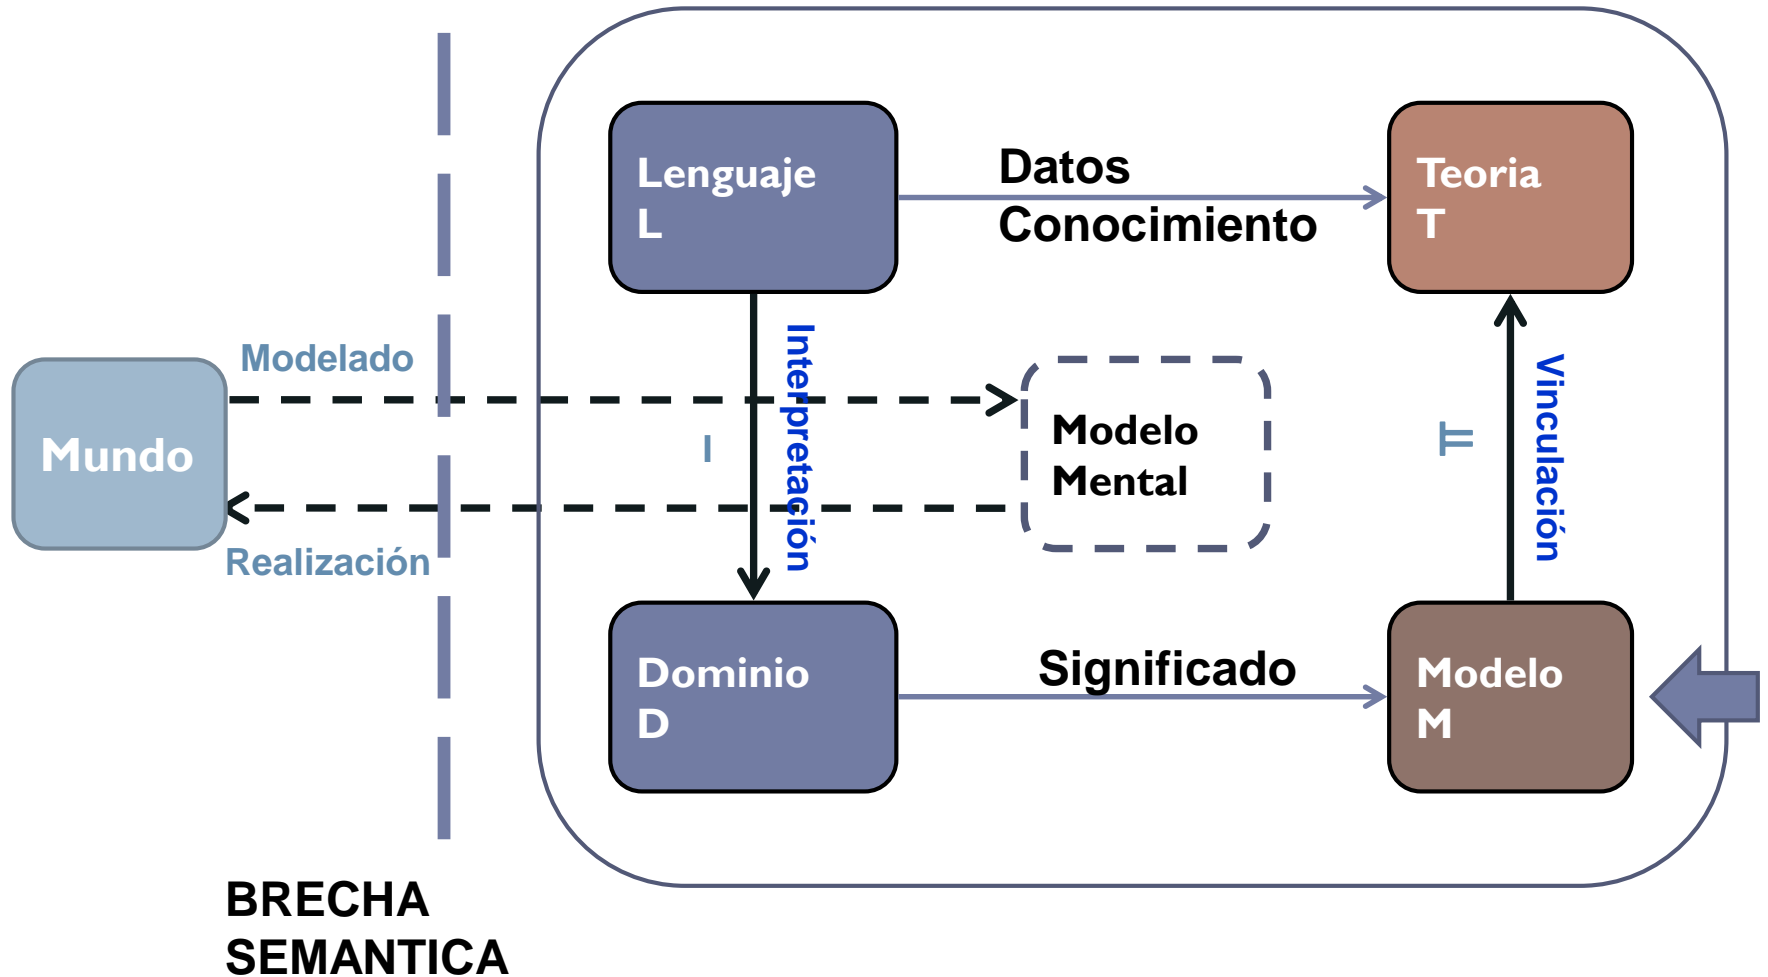 Lenguaje
L
Datos
Conocimiento
Teoria
T
Modelado
Mundo
Realización
I
Interpretación
Modelo
Mental
╥
Vinculación
Dominio
D
Significado
Modelo
M
BRECHA
SEMANTICA